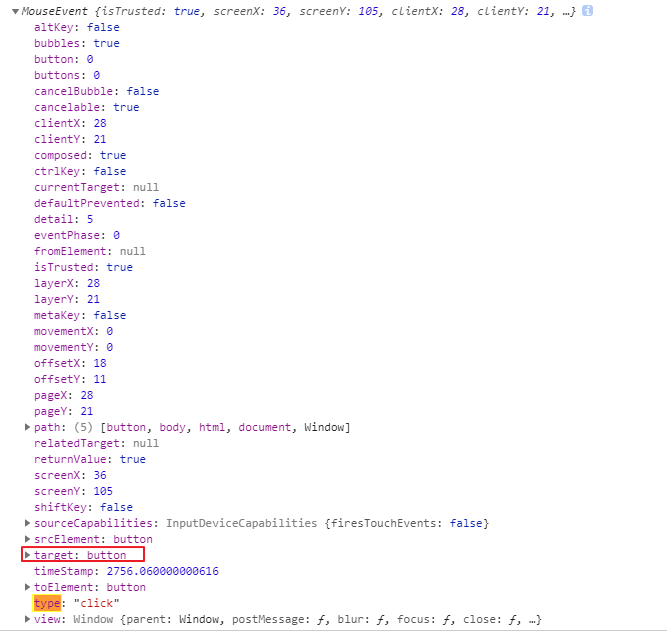 ▼MouseEvent {isTrusted: true, screenX: 36, screenY: 105, clientX: 28, clientY: 21, …} i
altKey: false
bubbles: true
button: 0
buttons: 0
cancelBubble: false
cancelable: true
clientX: 28
clientY: 21
composed: true
ctrlKey: false
currentTarget: null
defaultPrevented: false
detail: 5
eventPhase: 0
fromElement: null
isTrusted: true
layerX: 28
layerY: 21
metaKey: false
movementX: 0
movementY: 0
offsetX: 18
offsetY: 11
pageX: 28
pageY: 21
▶path: (5) [button, body, html, document, Window]
relatedTarget: null
returnValue: true
screenX: 36
screenY: 105
shiftKey: false
▶sourceCapabilities: InputDeviceCapabilities {firesTouchEvents: false}
▶srcElement: button
▶target: button
timeStamp: 2756.060000000616
▶toElement: button
type: "click"
▶view: Window {parent: Window, postMessage: ƒ, blur: ƒ, focus: ƒ, close: ƒ, …}